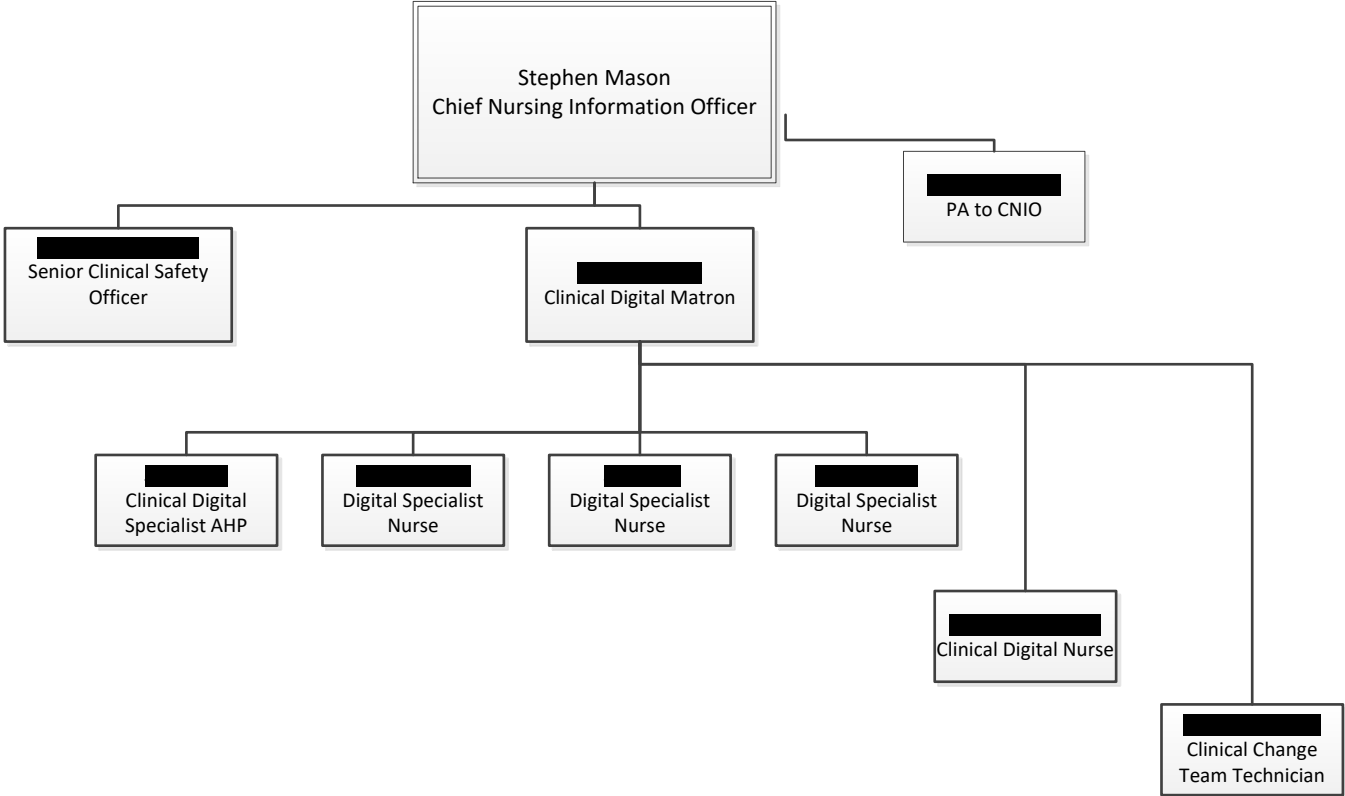 Stephen Mason
Chief Nursing Information Officer
PA to CNIO
Senior Clinical Safety
Officer
Clinical Digital Matron
Clinical Digital
Specialist AHP
Digital Specialist
Nurse
Digital Specialist
Nurse
Digital Specialist
Nurse
Clinical Digital Nurse
Clinical Change
Team Technician